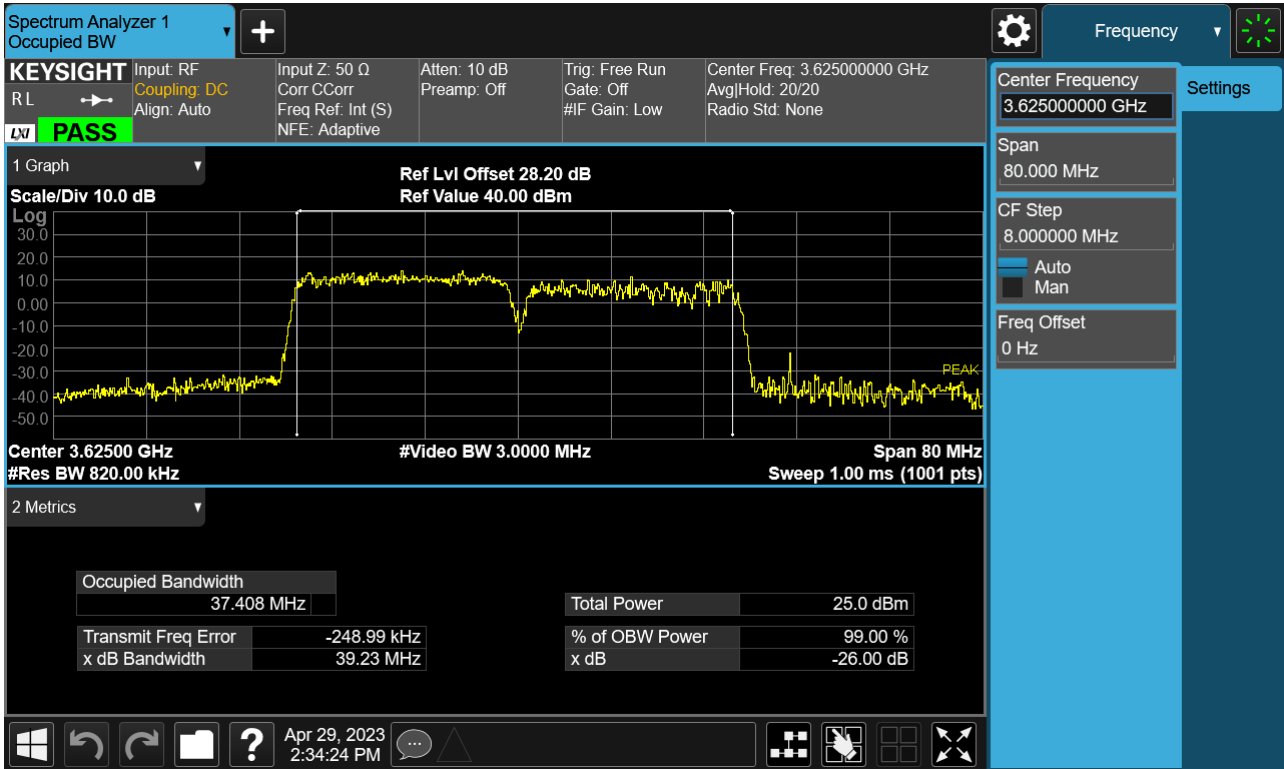 Spectrum Analyzer 1
Occupied BW
▼
+
Frequency
▼
KEYSIGHT
R L
LXI
PASS
Input: RF
Coupling: DC
Align: Auto
Input Z: 50 Ω
Corr CCorr
Freq Ref: Int (S)
NFE: Adaptive
Atten: 10 dB
Preamp: Off
Trig: Free Run
Gate: Off
#IF Gain: Low
Center Freq: 3.625000000 GHz
Avg|Hold: 20/20
Radio Std: None
Center Frequency
3.625000000 GHz
Settings
Span
80.000 MHz
CF Step
8.000000 MHz
Auto
Man
Freq Offset
0 Hz
1 Graph
▼
Scale/Div 10.0 dB
Ref Lvl Offset 28.20 dB
Ref Value 40.00 dBm
Log
30.0
20.0
10.0
0.00
-10.0
-20.0
-30.0
-40.0
-50.0
PEAK
Center 3.62500 GHz
#Video BW 3.0000 MHz
Span 80 MHz
#Res BW 820.00 kHz
Sweep 1.00 ms (1001 pts)
2 Metrics
▼
Occupied Bandwidth
37.408 MHz
Total Power 25.0 dBm
Transmit Freq Error -248.99 kHz
% of OBW Power 99.00 %
x dB Bandwidth 39.23 MHz
x dB -26.00 dB
?
Apr 29, 2023
2:34:24 PM
...